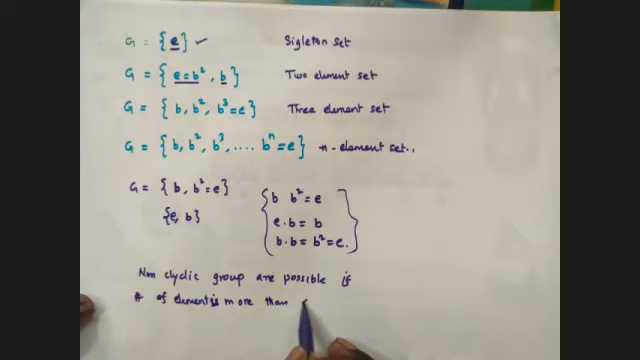 G = {e} ✓ Sigleton set
G = {e=b², b} Two element set
G = {b, b², b³=e} Three element set
G = {b, b², b³, .... bⁿ=e} n-element set..
G = {b, b²=e}
{e, b}
b b²=e
e·b = b
b·b = b²=e.
Non cyclic group are possible if
# of element is more than